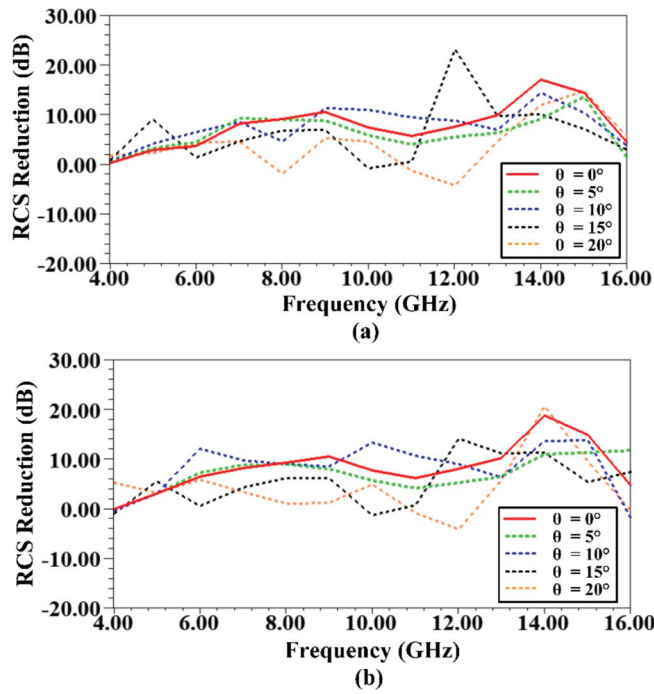 30.00
20.00
10.00
0.00
-10.00
-20.00
RCS Reduction (dB)
θ = 0°
θ = 5°
θ = 10°
θ = 15°
θ = 20°
4.00 6.00 8.00 10.00 12.00 14.00 16.00
Frequency (GHz)
(a)
30.00
20.00
10.00
0.00
-10.00
-20.00
RCS Reduction (dB)
θ = 0°
θ = 5°
θ = 10°
θ = 15°
θ = 20°
4.00 6.00 8.00 10.00 12.00 14.00 16.00
Frequency (GHz)
(b)